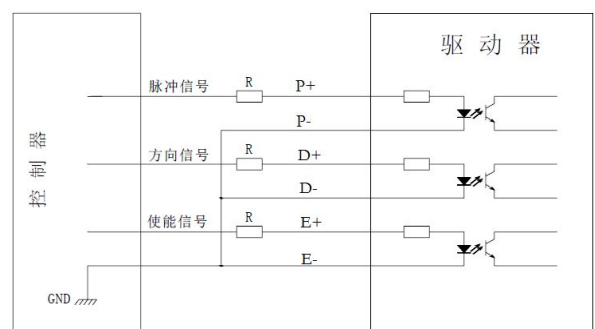 驱 动 器
脉冲信号 R P+
P-
方向信号 R D+
D-
使能信号 R E+
E-
控制器
GND